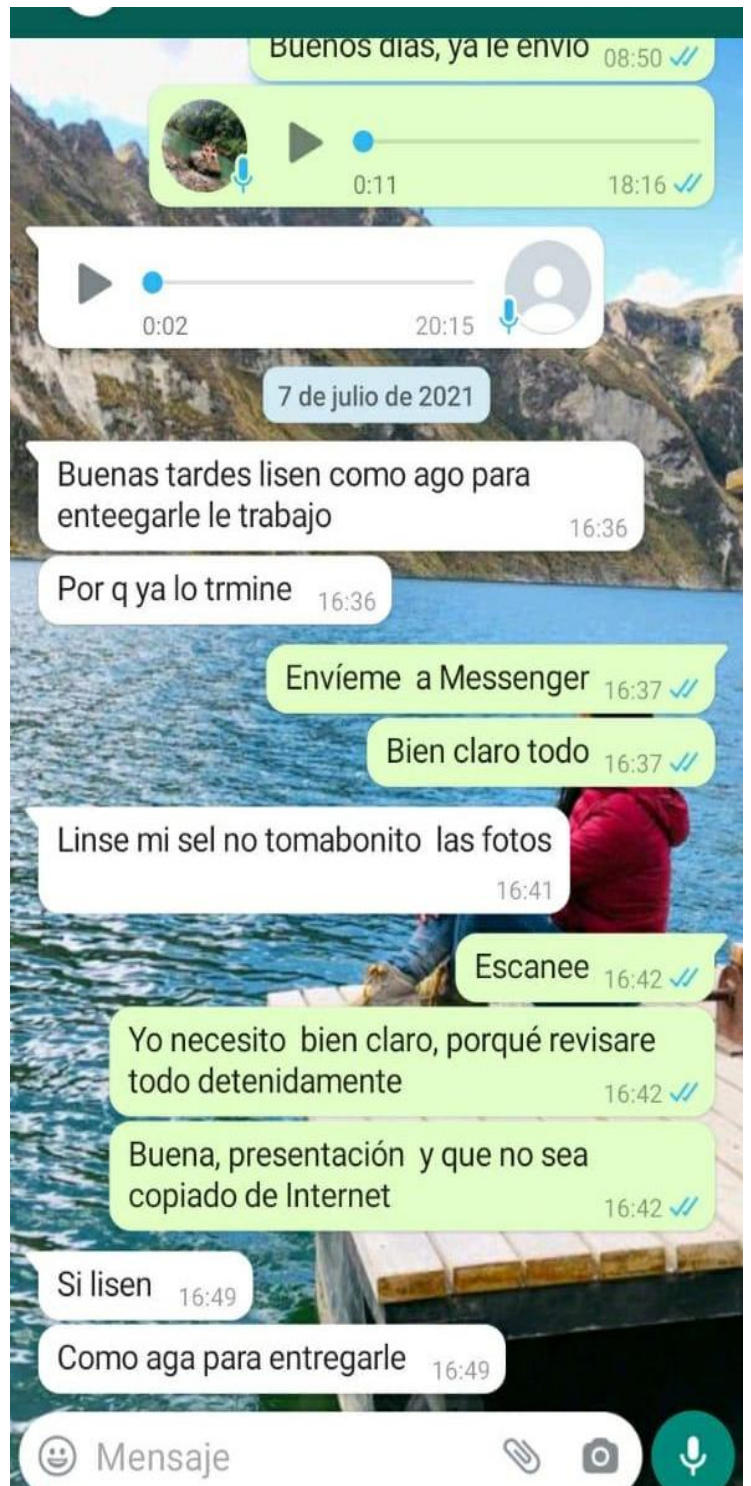 Buenos días, ya le envío 08:50
0:11 18:16
0:02 20:15
7 de julio de 2021
Buenas tardes lisen como ago para
enteegarle le trabajo 16:36
Por q ya lo trmine 16:36
Envíeme a Messenger 16:37
Bien claro todo 16:37
Linse mi sel no tomabonito las fotos
16:41
Escanee 16:42
Yo necesito bien claro, porqué revisare
todo detenidamente 16:42
Buena, presentación y que no sea
copiado de Internet 16:42
Si lisen 16:49
Como aga para entregarle 16:49
Mensaje